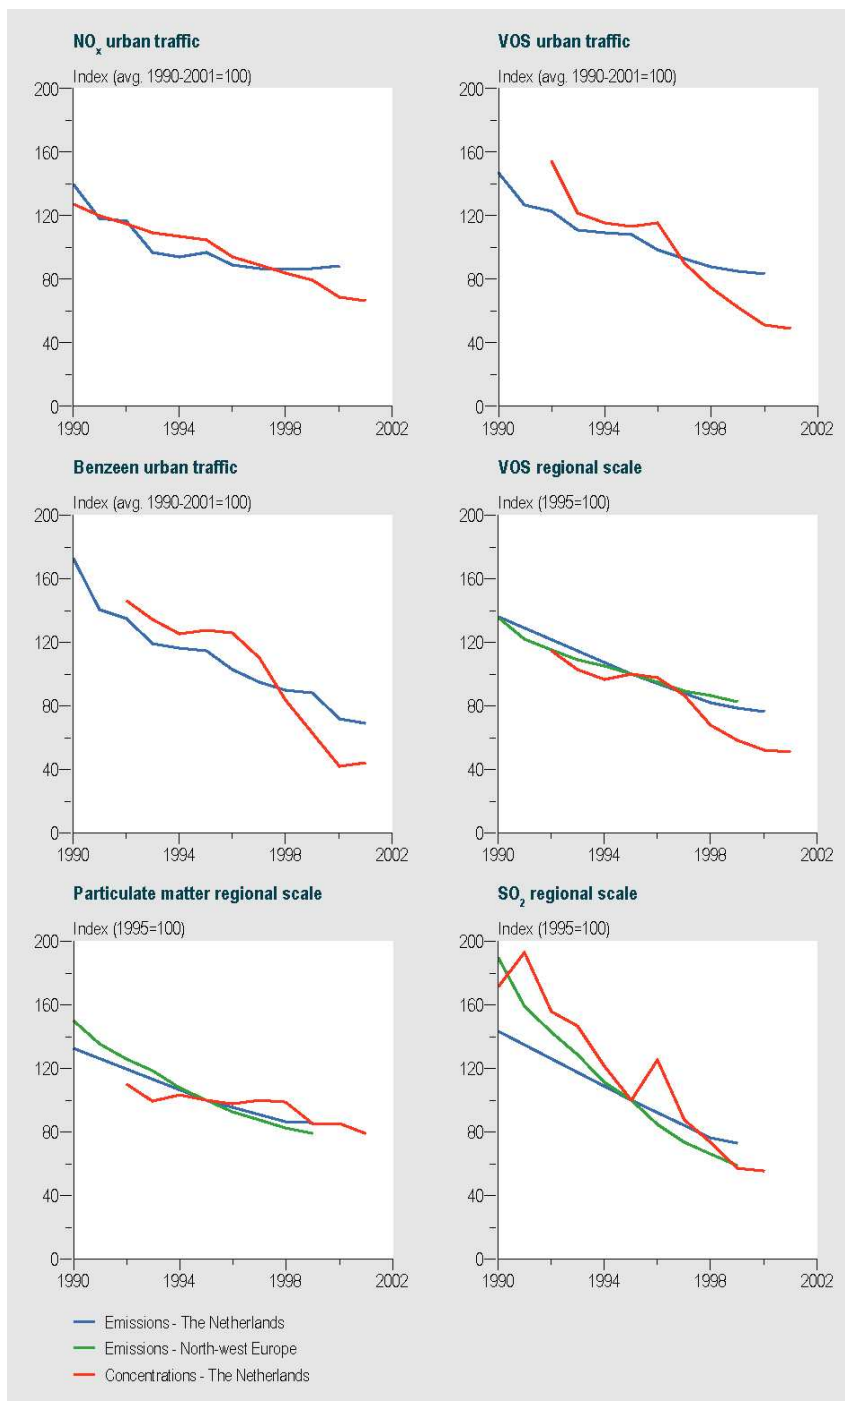 NOx urban traffic
Index (avg. 1990-2001=100)
200
160
120
80
40
0
1990 1994 1998 2002
VOS urban traffic
Index (avg. 1990-2001=100)
200
160
120
80
40
0
1990 1994 1998 2002
Benzeen urban traffic
Index (avg. 1990-2001=100)
200
160
120
80
40
0
1990 1994 1998 2002
VOS regional scale
Index (1995=100)
200
160
120
80
40
0
1990 1994 1998 2002
Particulate matter regional scale
Index (1995=100)
200
160
120
80
40
0
1990 1994 1998 2002
SO2 regional scale
Index (1995=100)
200
160
120
80
40
0
1990 1994 1998 2002
Emissions - The Netherlands
Emissions - North-west Europe
Concentrations - The Netherlands